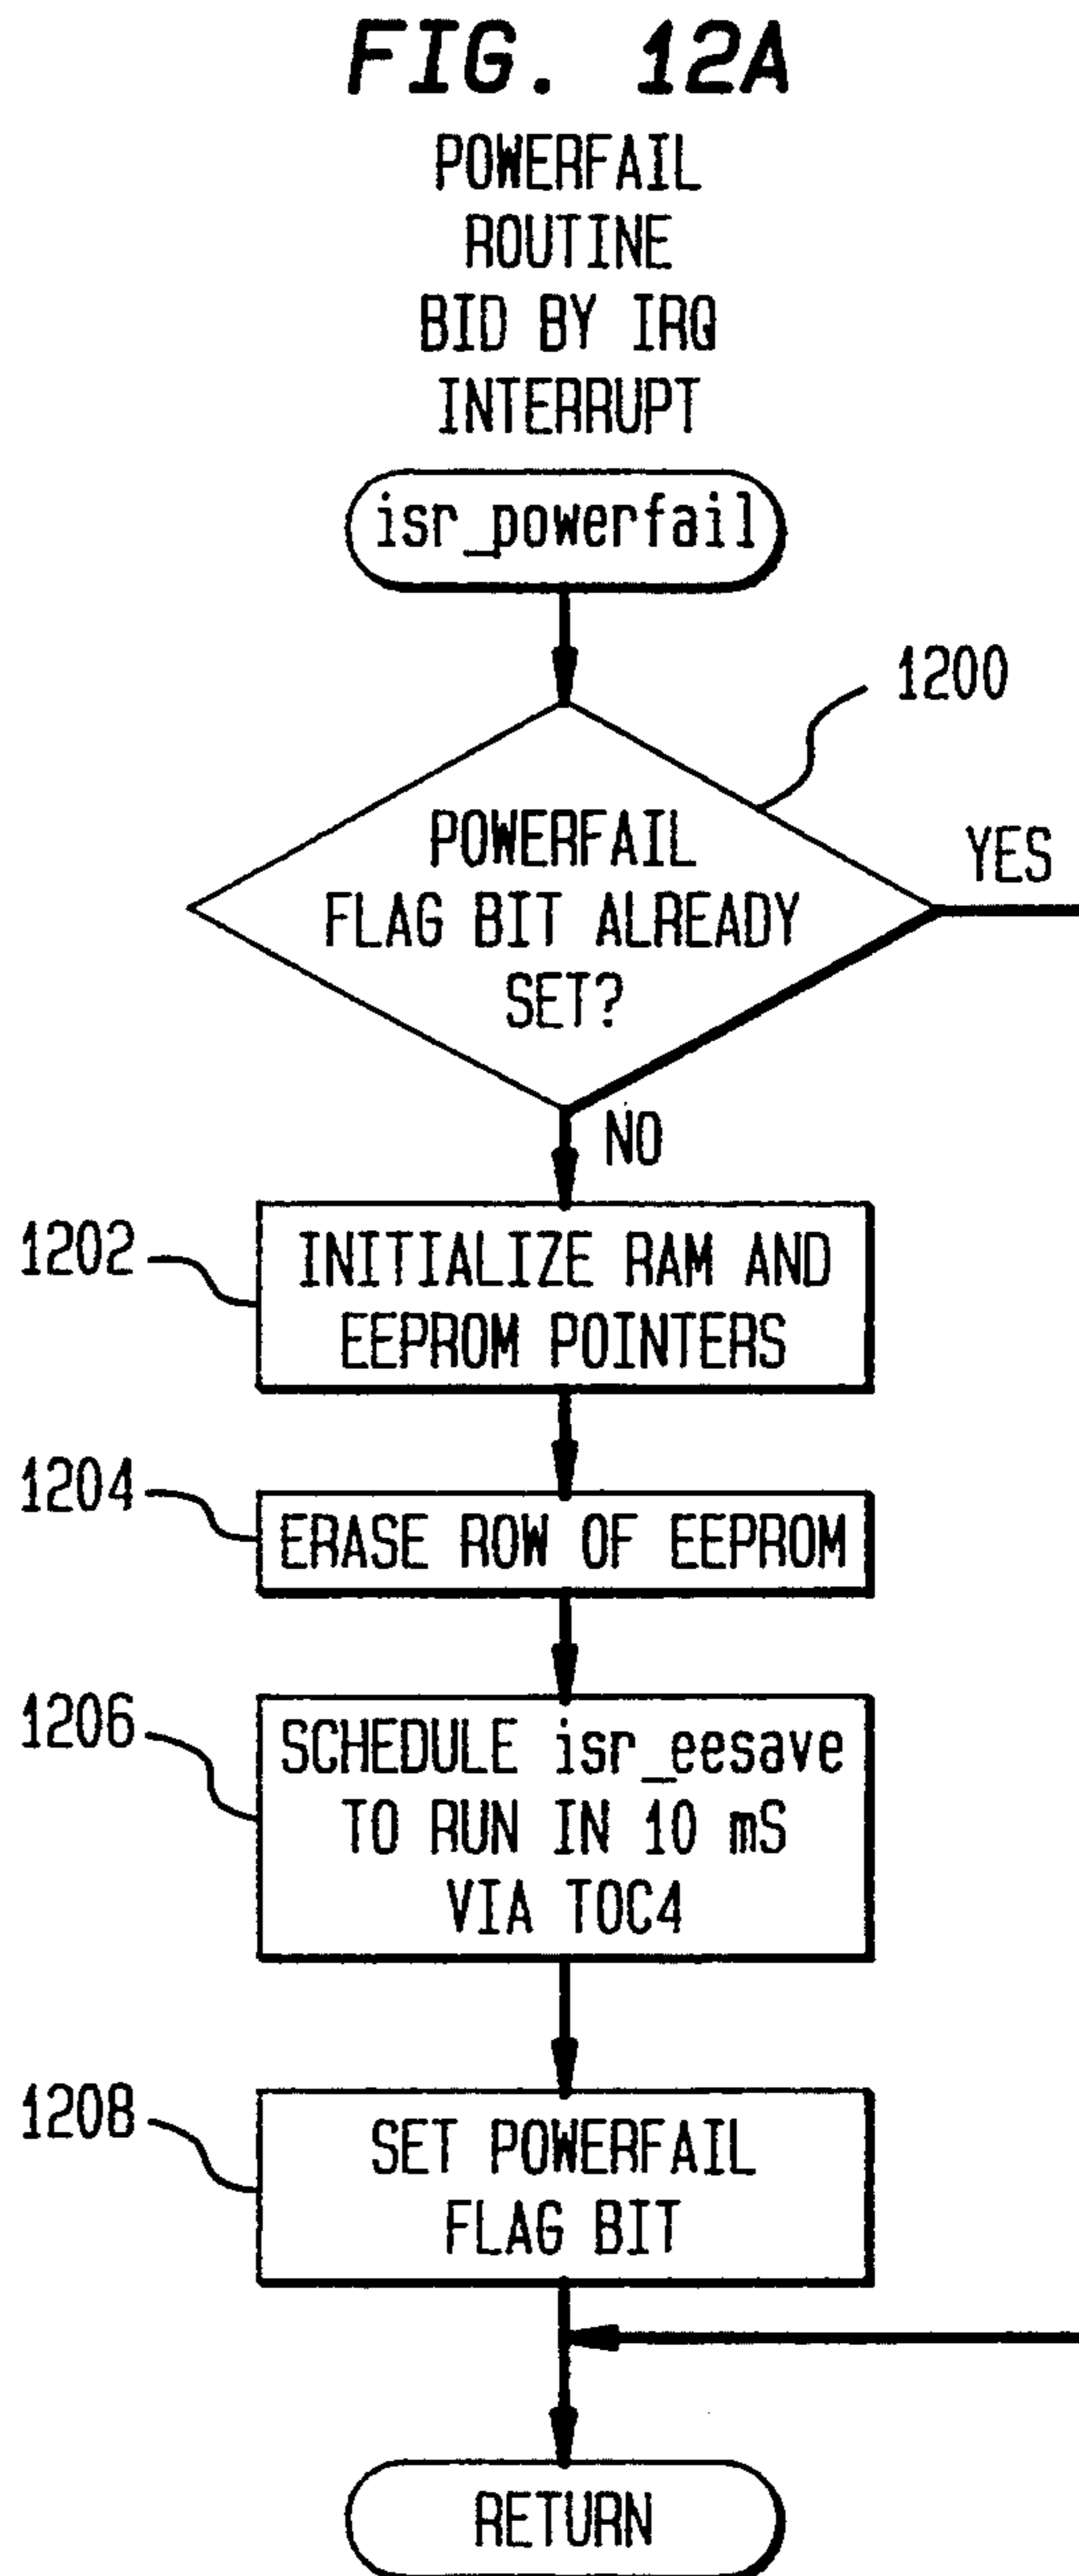 FIG. 12A
POWERFAIL
ROUTINE
BID BY IRQ
INTERRUPT
isr_powerfail
1200
POWERFAIL
FLAG BIT ALREADY
SET?
YES
NO
1202
INITIALIZE RAM AND
EEPROM POINTERS
1204
ERASE ROW OF EEPROM
1206
SCHEDULE isr_eesave
TO RUN IN 10 mS
VIA TOC4
1208
SET POWERFAIL
FLAG BIT
RETURN